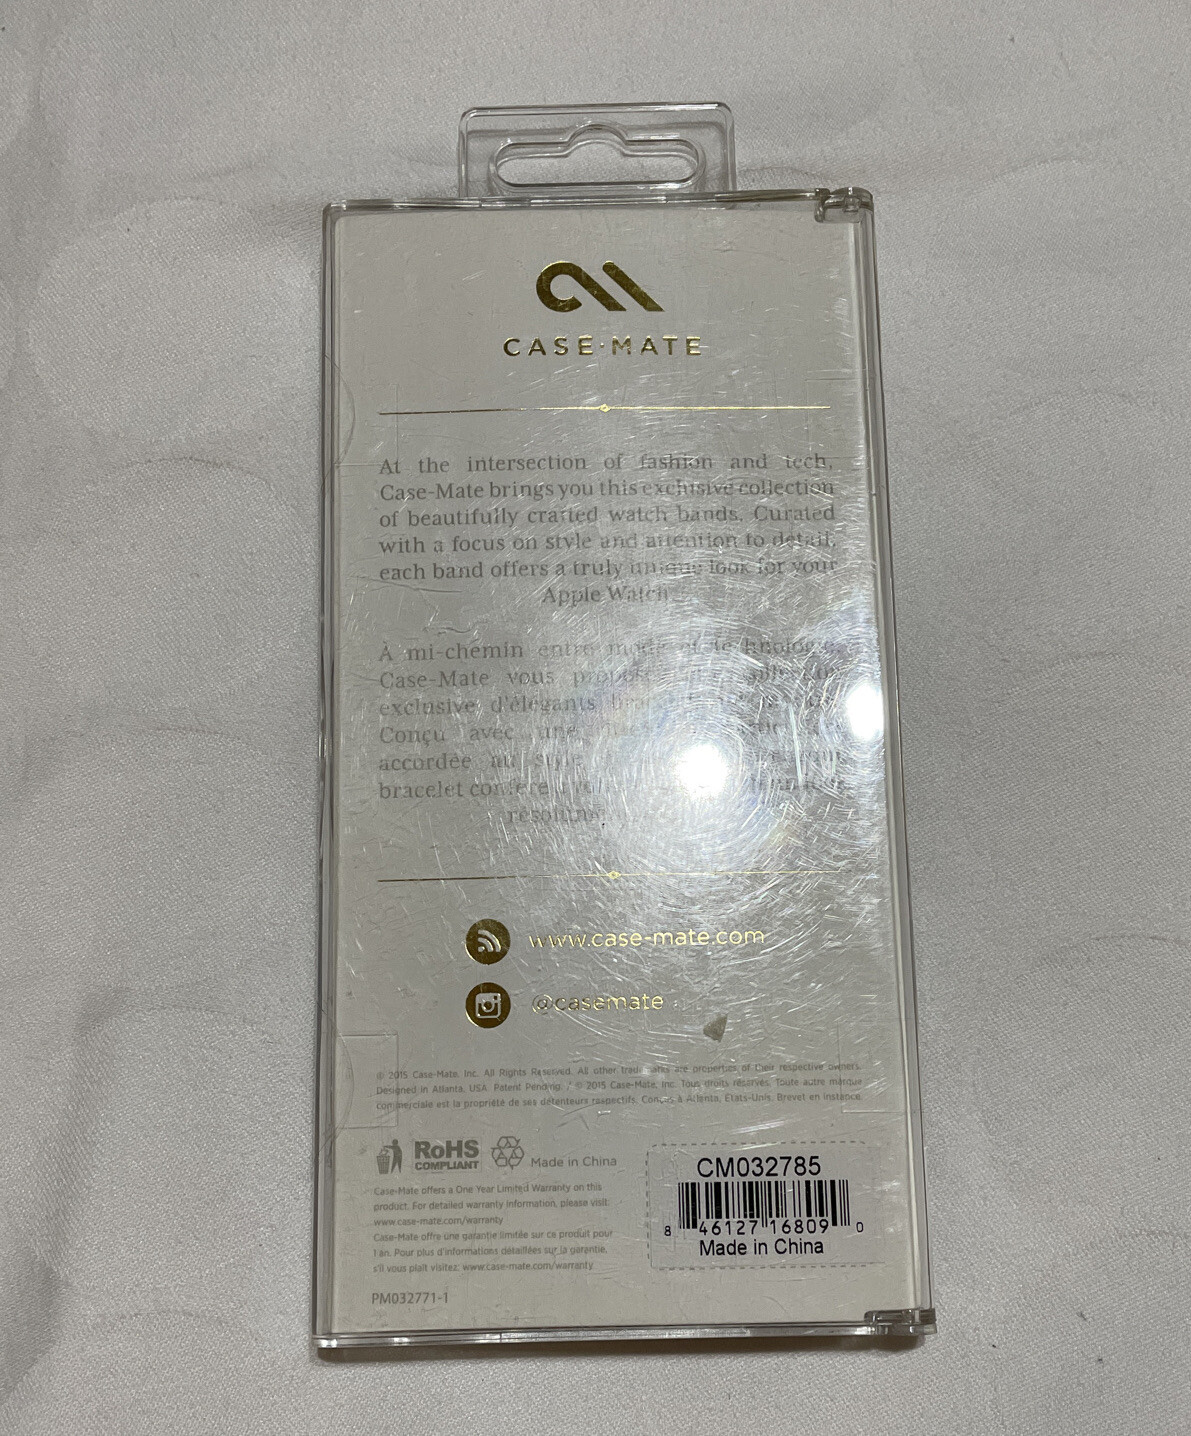 CASE·MATE
At the intersection of fashion and tech,
Case-Mate brings you this exclusive collection
of beautifully crafted watch bands. Curated
with a focus on style and attention to detail,
each band offers a truly unique look for your
Apple Watch
À mi-chemin entre mode et technologie,
Case-Mate vous propose collection
exclusive d'élégants
Conçu avec une
accordée au style
bracelet confère
www.case-mate.com
@casemate
© 2015 Case-Mate, Inc. All Rights Reserved. All other trademarks are properties of their respective owners.
Designed in Atlanta, USA. Patent Pending. / © 2015 Case-Mate, Inc. Tous droits réservés. Toute autre marque
commerciale est la propriété de ses détenteurs respectifs. Conçus à Atlanta, États-Unis. Brevet en instance.
RoHS
COMPLIANT
Made in China
Case-Mate offers a One Year Limited Warranty on this
product. For detailed warranty information, please visit:
www.case-mate.com/warranty
Case-Mate offre une garantie limitée sur ce produit pour
1 an. Pour plus d'informations détaillées sur la garantie,
s'il vous plaît visitez: www.case-mate.com/warranty
PM032771-1
CM032785
8 46127 16809 0
Made in China